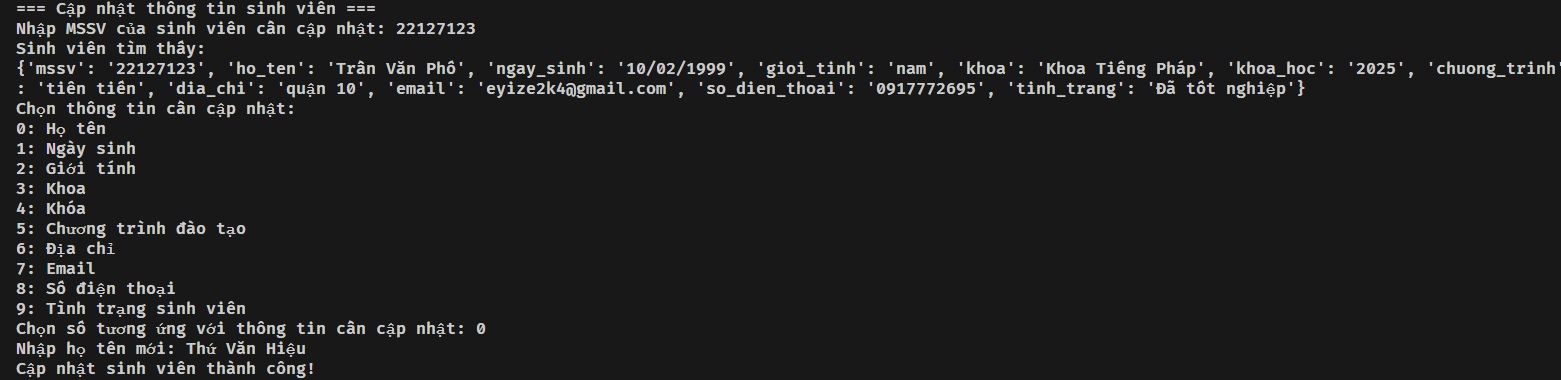 === Cập nhật thông tin sinh viên ===
Nhập MSSV của sinh viên cần cập nhật: 22127123
Sinh viên tìm thấy:
{'mssv': '22127123', 'ho_ten': 'Trần Văn Phố', 'ngay_sinh': '10/02/1999', 'gioi_tinh': 'nam', 'khoa': 'Khoa Tiếng Pháp', 'khoa_hoc': '2025', 'chuong_trinh'
: 'tiên tiến', 'dia_chi': 'quận 10', 'email': 'eyize2k4@gmail.com', 'so_dien_thoai': '0917772695', 'tinh_trang': 'Đã tốt nghiệp'}
Chọn thông tin cần cập nhật:
0: Họ tên
1: Ngày sinh
2: Giới tính
3: Khoa
4: Khóa
5: Chương trình đào tạo
6: Địa chỉ
7: Email
8: Số điện thoại
9: Tình trạng sinh viên
Chọn số tương ứng với thông tin cần cập nhật: 0
Nhập họ tên mới: Thứ Văn Hiệu
Cập nhật sinh viên thành công!